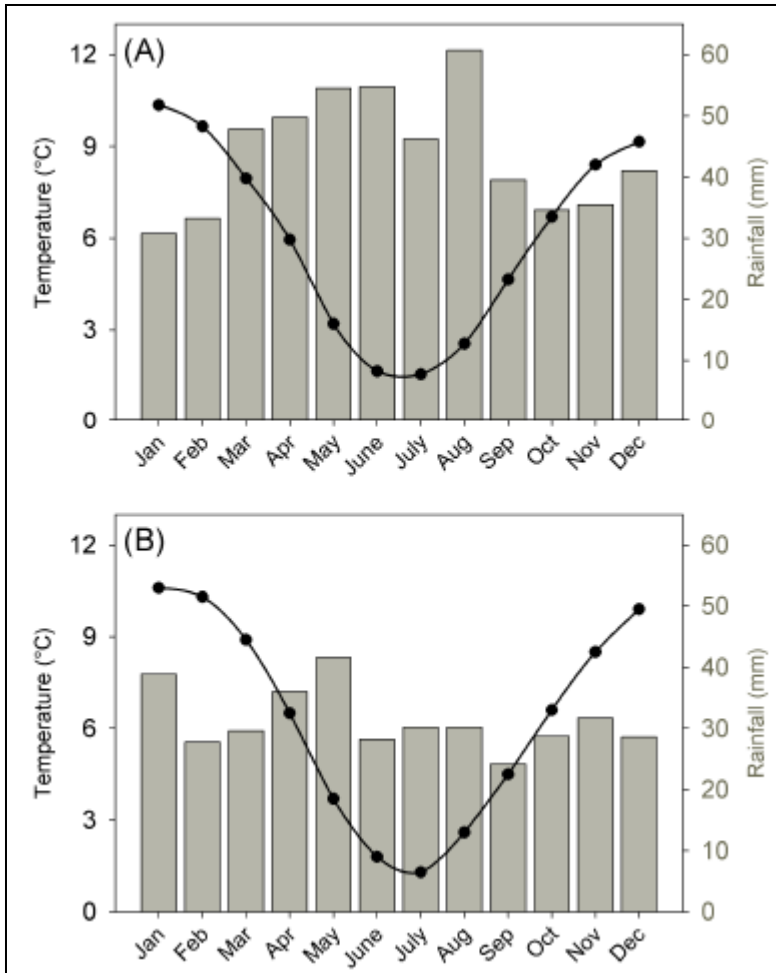 (A)
Temperature (°C)
12
9
6
3
0
60
50
40
30
20
10
0
Rainfall (mm)
Jan
Feb
Mar
Apr
May
June
July
Aug
Sep
Oct
Nov
Dec
(B)
Temperature (°C)
12
9
6
3
0
60
50
40
30
20
10
0
Rainfall (mm)
Jan
Feb
Mar
Apr
May
June
July
Aug
Sep
Oct
Nov
Dec